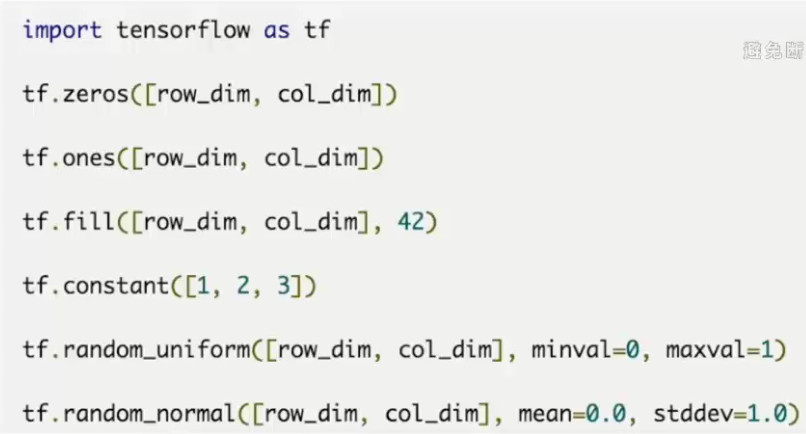 import tensorflow as tf
避免断
tf.zeros([row_dim, col_dim])
tf.ones([row_dim, col_dim])
tf.fill([row_dim, col_dim], 42)
tf.constant([1, 2, 3])
tf.random_uniform([row_dim, col_dim], minval=0, maxval=1)
tf.random_normal([row_dim, col_dim], mean=0.0, stddev=1.0)